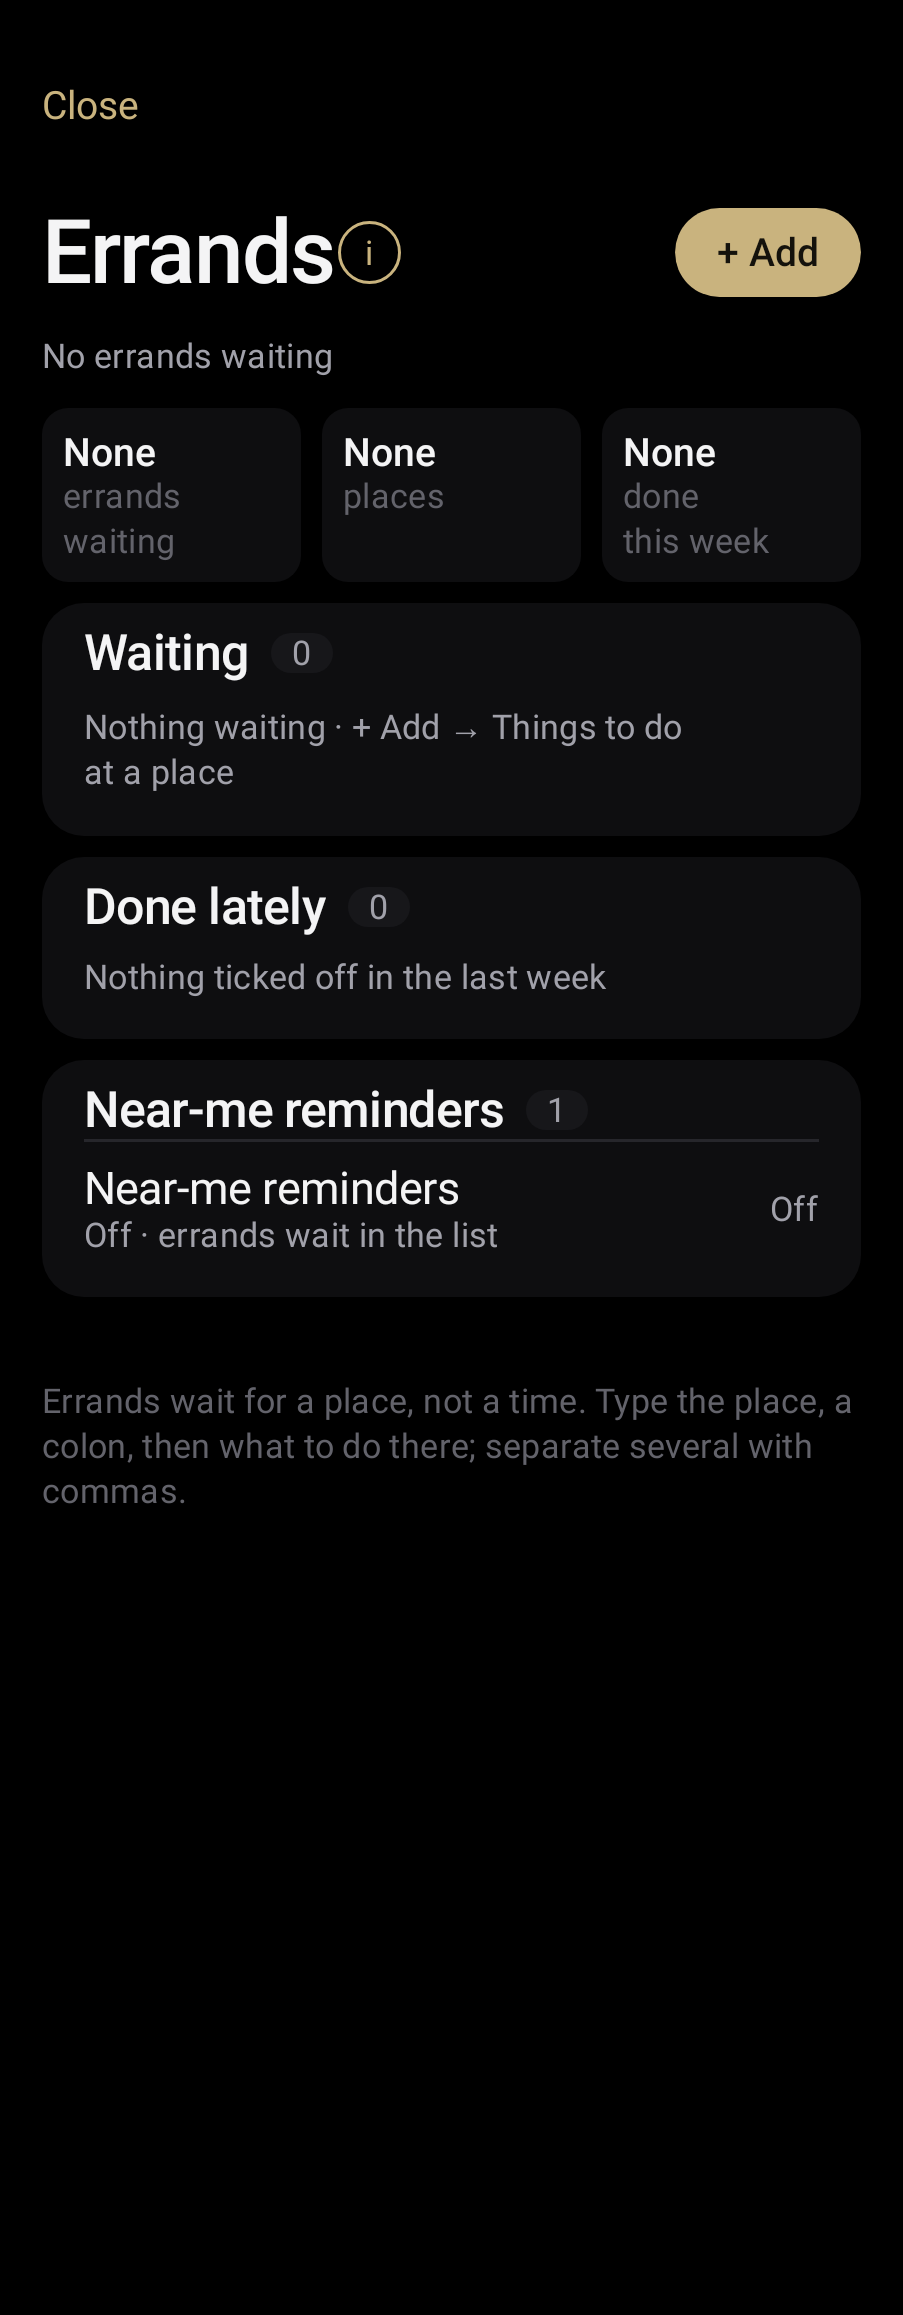 Close
Errands i
+ Add
No errands waiting
None
errands
waiting
None
places
None
done
this week
Waiting 0
Nothing waiting · + Add → Things to do
at a place
Done lately 0
Nothing ticked off in the last week
Near-me reminders 1
Near-me reminders
Off · errands wait in the list
Off
Errands wait for a place, not a time. Type the place, a
colon, then what to do there; separate several with
commas.